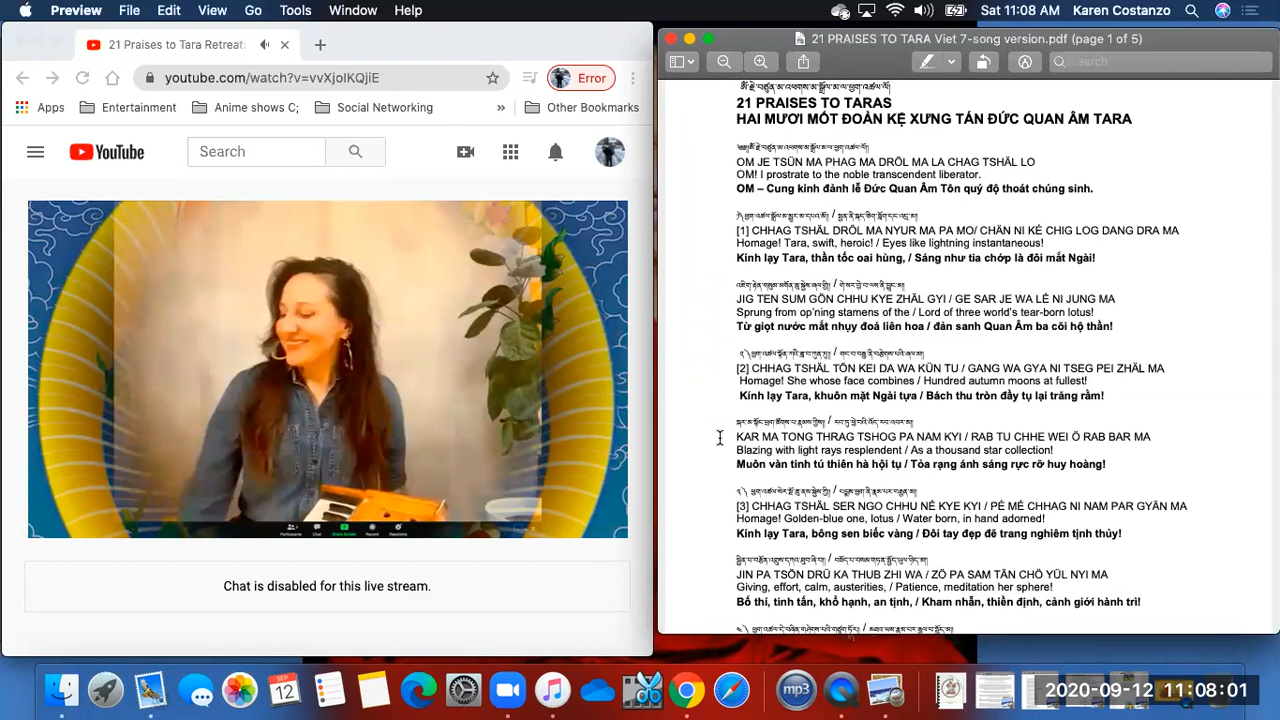 Chrome File Edit View Go Tools Window Help
Sat 11:08 AM Karen Costanzo
21 Praises to Tara Retreat:
youtube.com/watch?v=vvXjolKQjiE
Error
Apps Entertainment Anime shows C; Social Networking » Other Bookmarks
YouTube
Search
Participants Chat Share Screen Record Reactions
Chat is disabled for this live stream.
21 PRAISES TO TARA Viet 7-song version.pdf (page 1 of 5)
Search
21 PRAISES TO TARAS
HAI MƯƠI MỐT ĐOẢN KỆ XƯNG TÁN ĐỨC QUAN ÂM TARA
OM JE TSÜN MA PHAG MA DRÖL MA LA CHAG TSHÄL LO
OM! I prostrate to the noble transcendent liberator.
OM – Cung kính đảnh lễ Đức Quan Âm Tôn quý độ thoát chúng sinh.
[1] CHHAG TSHÄL DRÖL MA NYUR MA PA MO/ CHÄN NI KÉ CHIG LOG DANG DRA MA
Homage! Tara, swift, heroic! / Eyes like lightning instantaneous!
Kính lạy Tara, thần tốc oai hùng, / Sáng như tia chớp là đôi mắt Ngài!
JIG TEN SUM GÖN CHHU KYE ZHÄL GYI / GE SAR JE WA LÉ NI JUNG MA
Sprung from op'ning stamens of the / Lord of three world's tear-born lotus!
Từ giọt nước mắt nhụy đoá liên hoa / đản sanh Quan Âm ba cõi hộ thần!
[2] CHHAG TSHÄL TÖN KEI DA WA KÜN TU / GANG WA GYA NI TSEG PEI ZHÄL MA
Homage! She whose face combines / Hundred autumn moons at fullest!
Kính lạy Tara, khuôn mặt Ngài tựa / Bách thu tròn đầy tụ lại trăng rằm!
KAR MA TONG THRAG TSHOG PA NAM KYI / RAB TU CHHE WEI Ö RAB BAR MA
Blazing with light rays resplendent / As a thousand star collection!
Muôn vàn tinh tú thiên hà hội tụ / Tỏa rạng ánh sáng rực rỡ huy hoàng!
[3] CHHAG TSHÄL SER NGO CHHU NÉ KYE KYI / PÉ MÉ CHHAG NI NAM PAR GYÄN MA
Homage! Golden-blue one, lotus / Water born, in hand adorned!
Kính lạy Tara, bông sen biếc vàng / Đôi tay đẹp đẽ trang nghiêm tịnh thủy!
JIN PA TSÖN DRÜ KA THUB ZHI WA / ZÖ PA SAM TÄN CHÖ YÜL NYI MA
Giving, effort, calm, austerities, / Patience, meditation her sphere!
Bố thí, tinh tấn, khổ hạnh, an tịnh, / Kham nhẫn, thiền định, cảnh giới hành trì!
SEP
12
mp3
2020-09-12 11:08:01